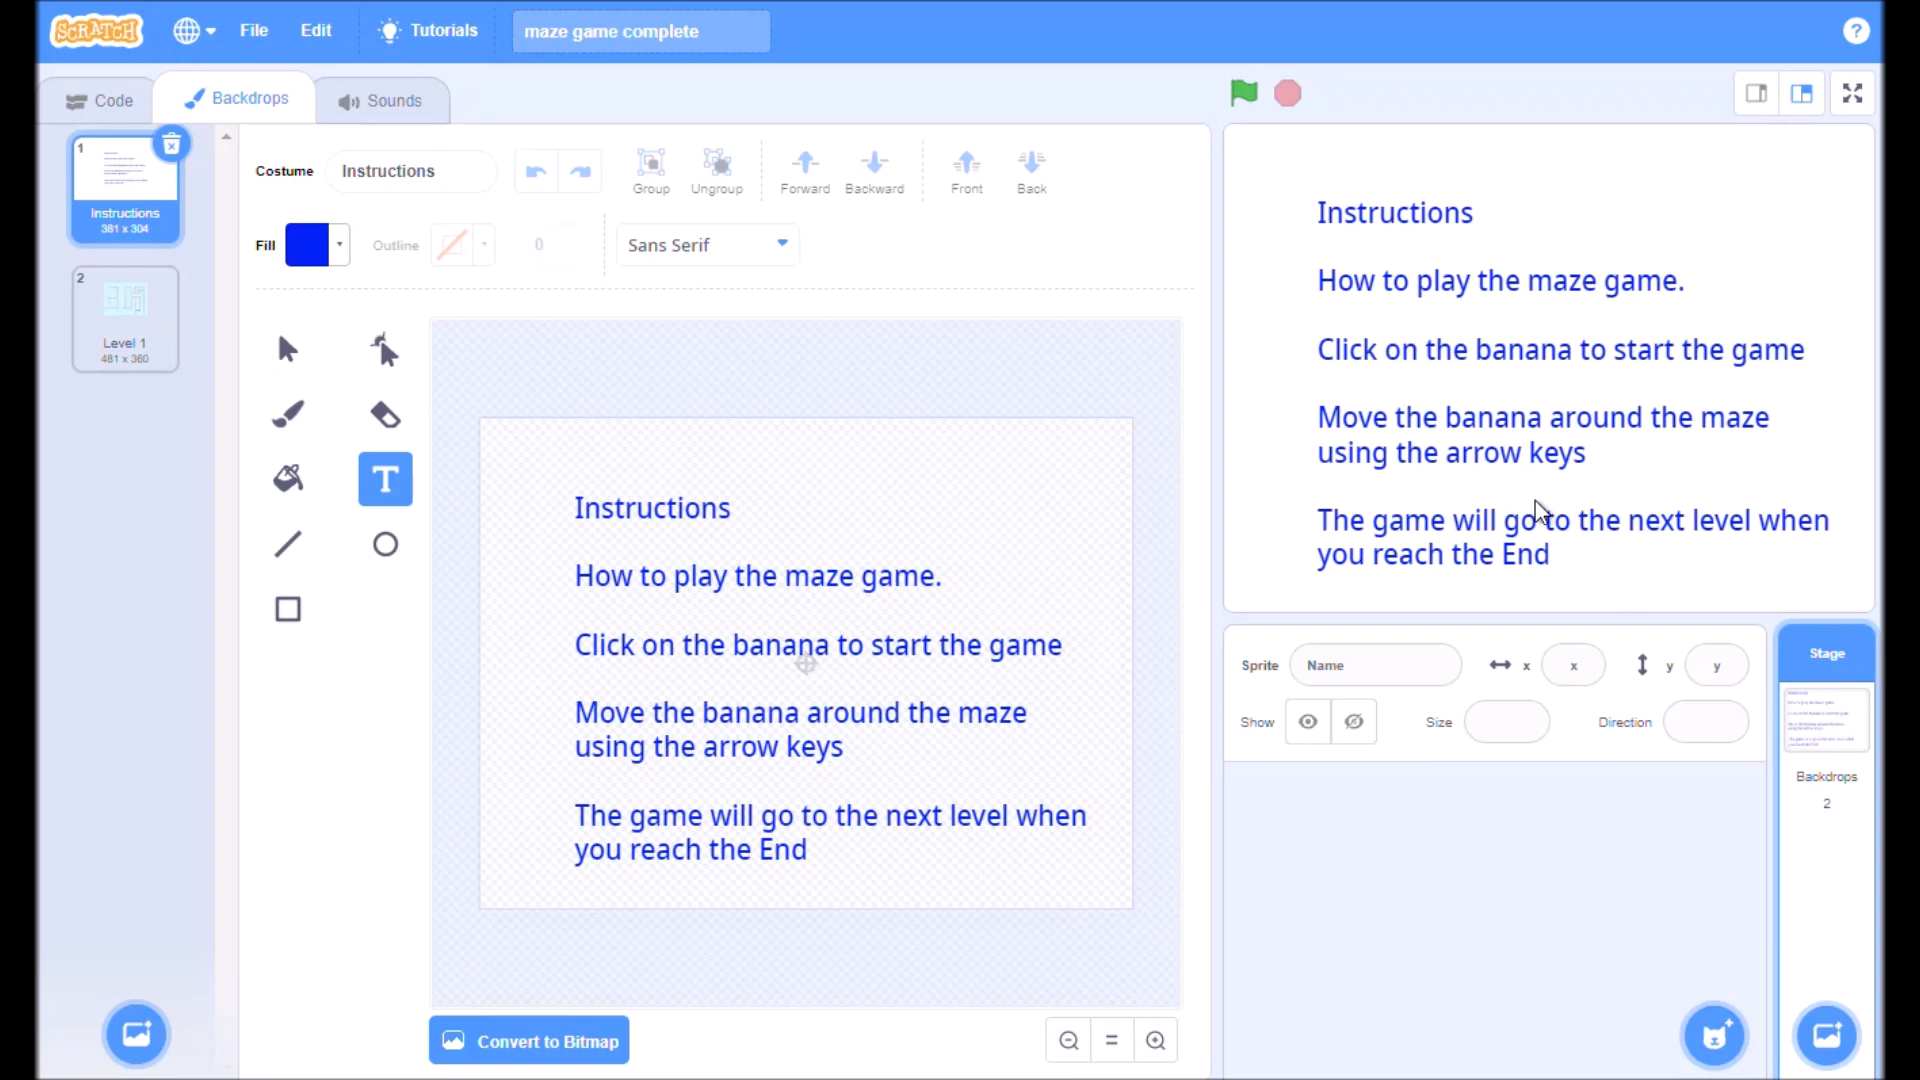 SCRATCH
File
Edit
Tutorials
maze game complete
?
Code
Backdrops
Sounds
1
Instructions
381 x 304
2
Level 1
481 x 360
Costume
Instructions
Group
Ungroup
Forward
Backward
Front
Back
Fill
Outline
0
Sans Serif
T
Instructions
How to play the maze game.
Click on the banana to start the game
Move the banana around the maze
using the arrow keys
The game will go to the next level when
you reach the End
Convert to Bitmap
Instructions
How to play the maze game.
Click on the banana to start the game
Move the banana around the maze
using the arrow keys
The game will go to the next level when
you reach the End
Sprite
Name
x
x
y
y
Show
Size
Direction
Stage
Backdrops
2